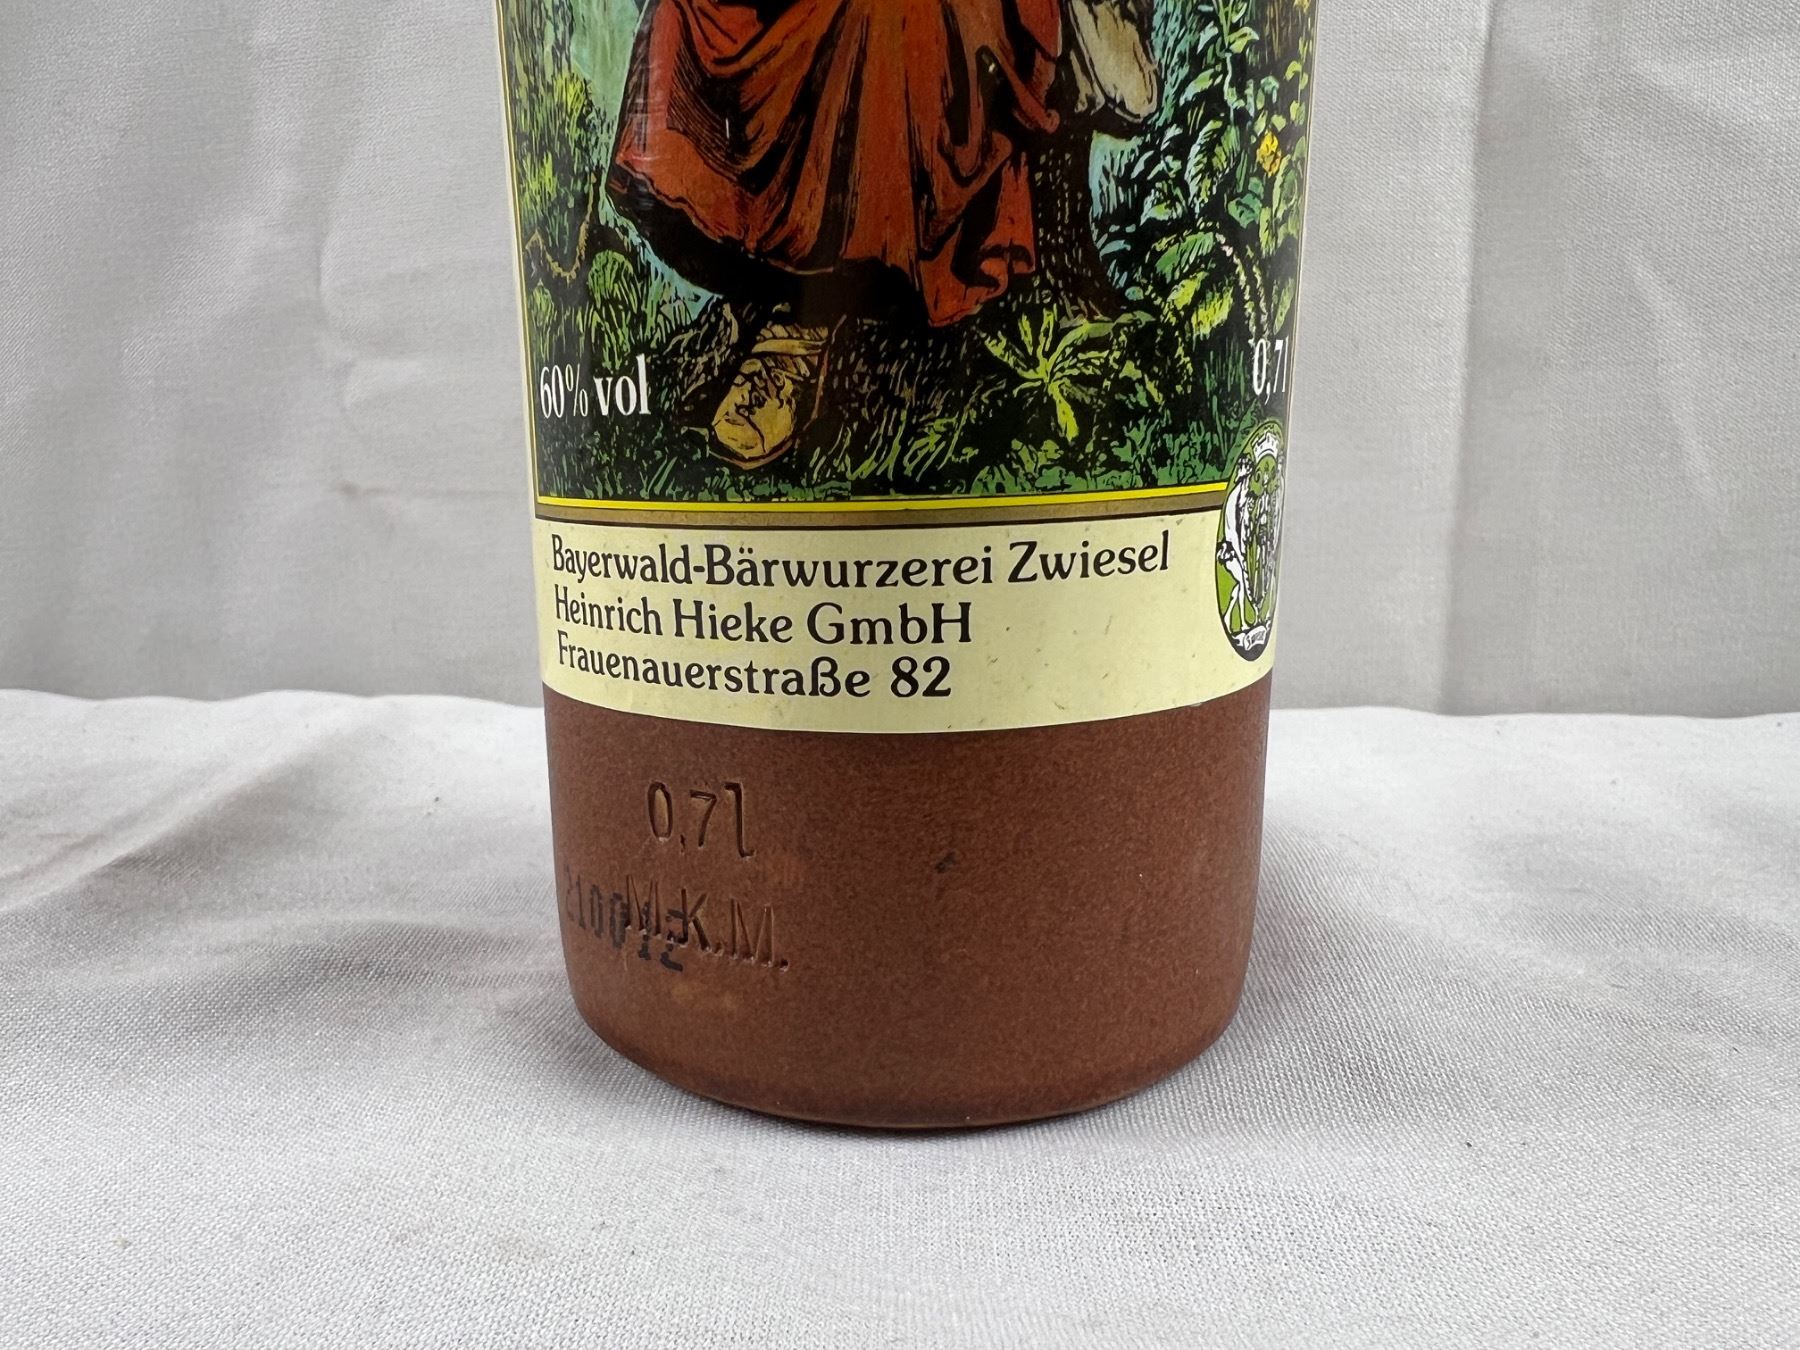 60% vol
0,7l
Bayerwald-Bärwurzerei Zwiesel
Heinrich Hieke GmbH
Frauenauerstraße 82
0,7l
M.K.M.